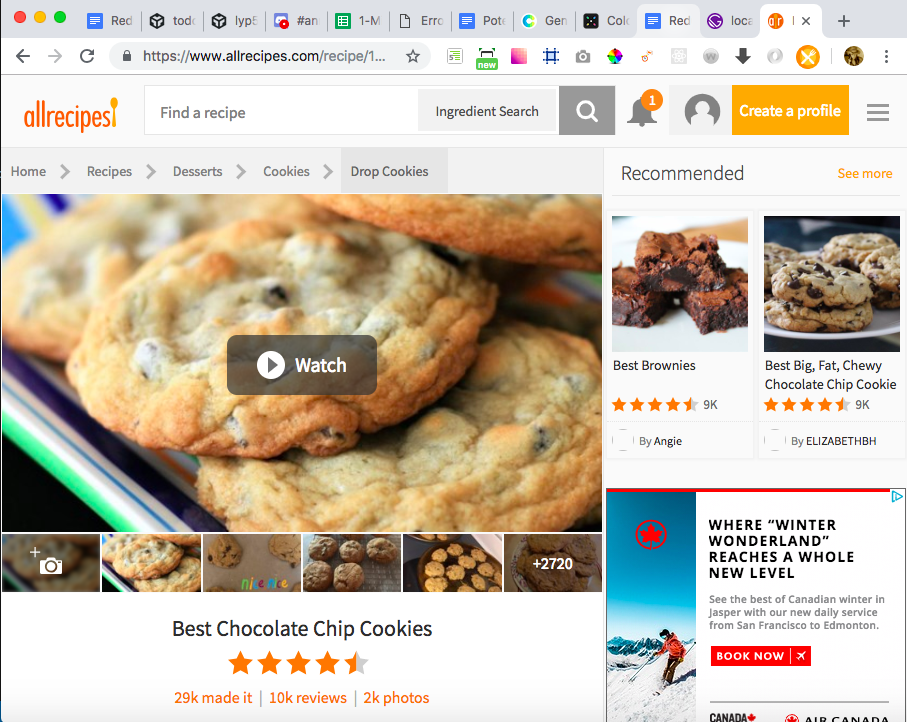 Red
todo
lyp5
#an
1-M
Erro
Pote
Gen
Colo
Red
loca
https://www.allrecipes.com/recipe/1...
new
allrecipes
Find a recipe
Ingredient Search
1
Create a profile
Home
Recipes
Desserts
Cookies
Drop Cookies
Watch
nice
+2720
Best Chocolate Chip Cookies
29k made it | 10k reviews | 2k photos
Recommended
See more
Best Brownies
9K
By Angie
Best Big, Fat, Chewy
Chocolate Chip Cookie
9K
By ELIZABETHBH
WHERE “WINTER
WONDERLAND”
REACHES A WHOLE
NEW LEVEL
See the best of Canadian winter in
Jasper with our new daily service
from San Francisco to Edmonton.
BOOK NOW
CANADA
AIR CANADA